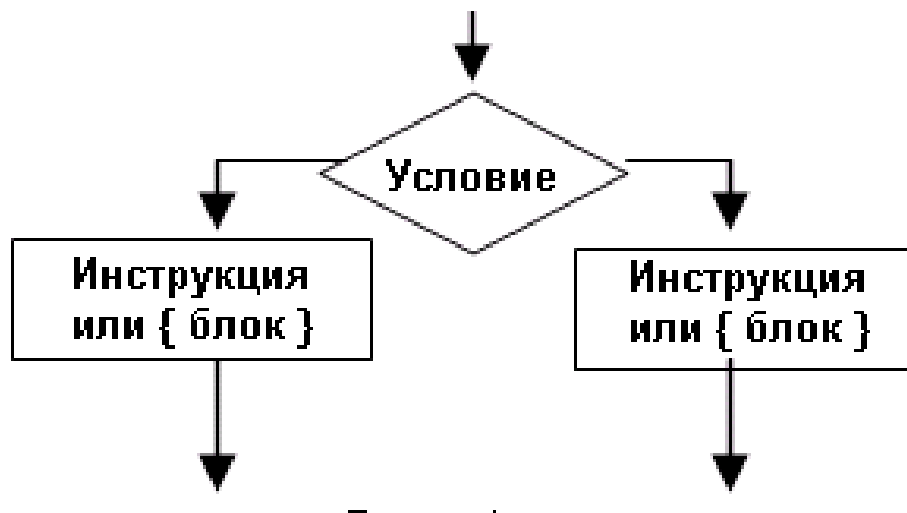 Условие
Инструкция
или { блок }
Инструкция
или { блок }